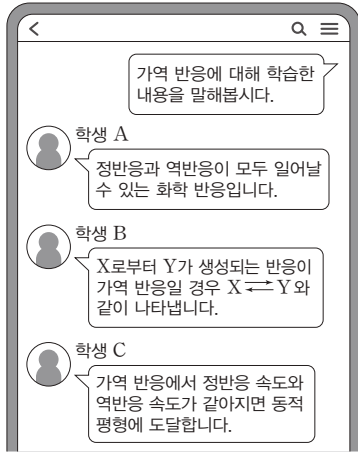 가역 반응에 대해 학습한
내용을 말해봅시다.
학생 A
정반응과 역반응이 모두 일어날
수 있는 화학 반응입니다.
학생 B
X로부터 Y가 생성되는 반응이
가역 반응일 경우 X⇄Y와
같이 나타냅니다.
학생 C
가역 반응에서 정반응 속도와
역반응 속도가 같아지면 동적
평형에 도달합니다.